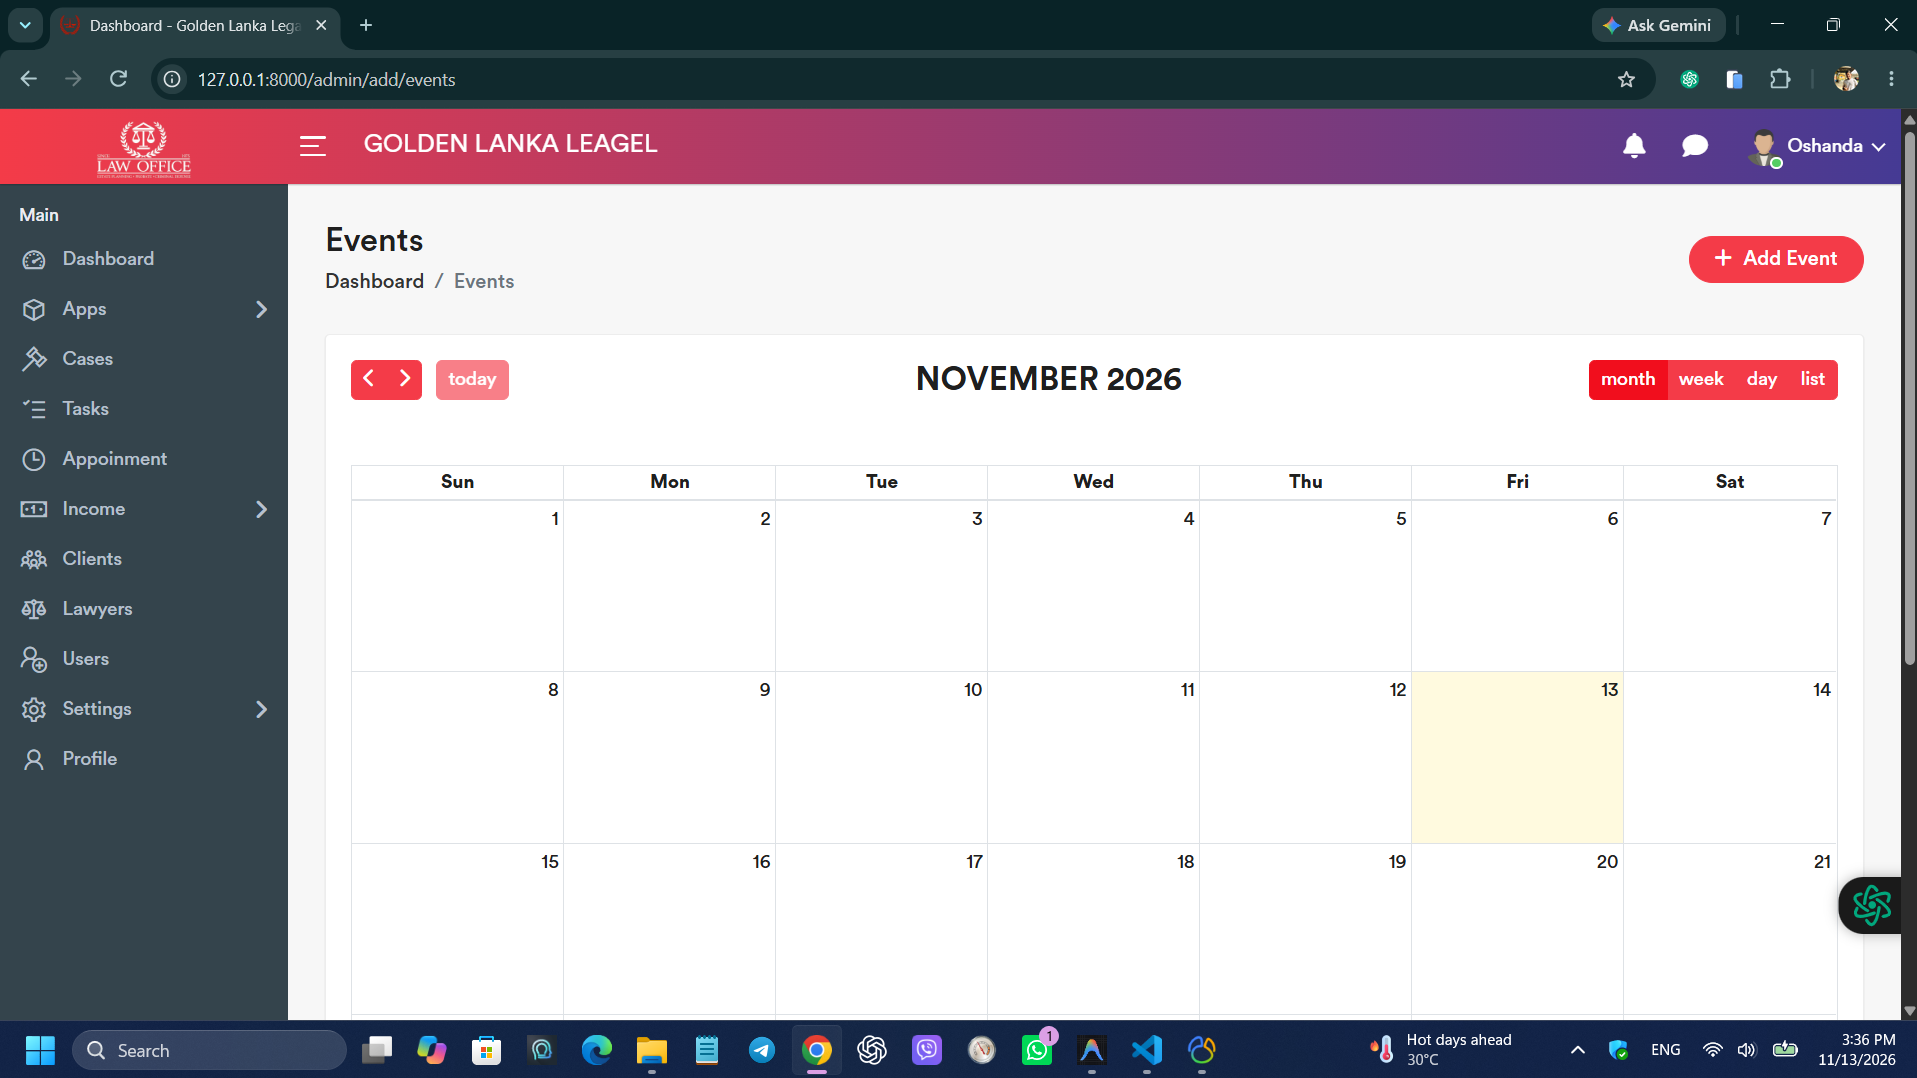 Dashboard - Golden Lanka Lega
Ask Gemini
127.0.0.1:8000/admin/add/events
LAW OFFICE
GOLDEN LANKA LEAGEL
Oshanda
Main
Dashboard
Apps
Cases
Tasks
Appoinment
Income
Clients
Lawyers
Users
Settings
Profile
Events
Dashboard / Events
+ Add Event
today
NOVEMBER 2026
month week day list
Sun Mon Tue Wed Thu Fri Sat
1 2 3 4 5 6 7
8 9 10 11 12 13 14
15 16 17 18 19 20 21
Search
1
Hot days ahead
30°C
ENG
3:36 PM
11/13/2026